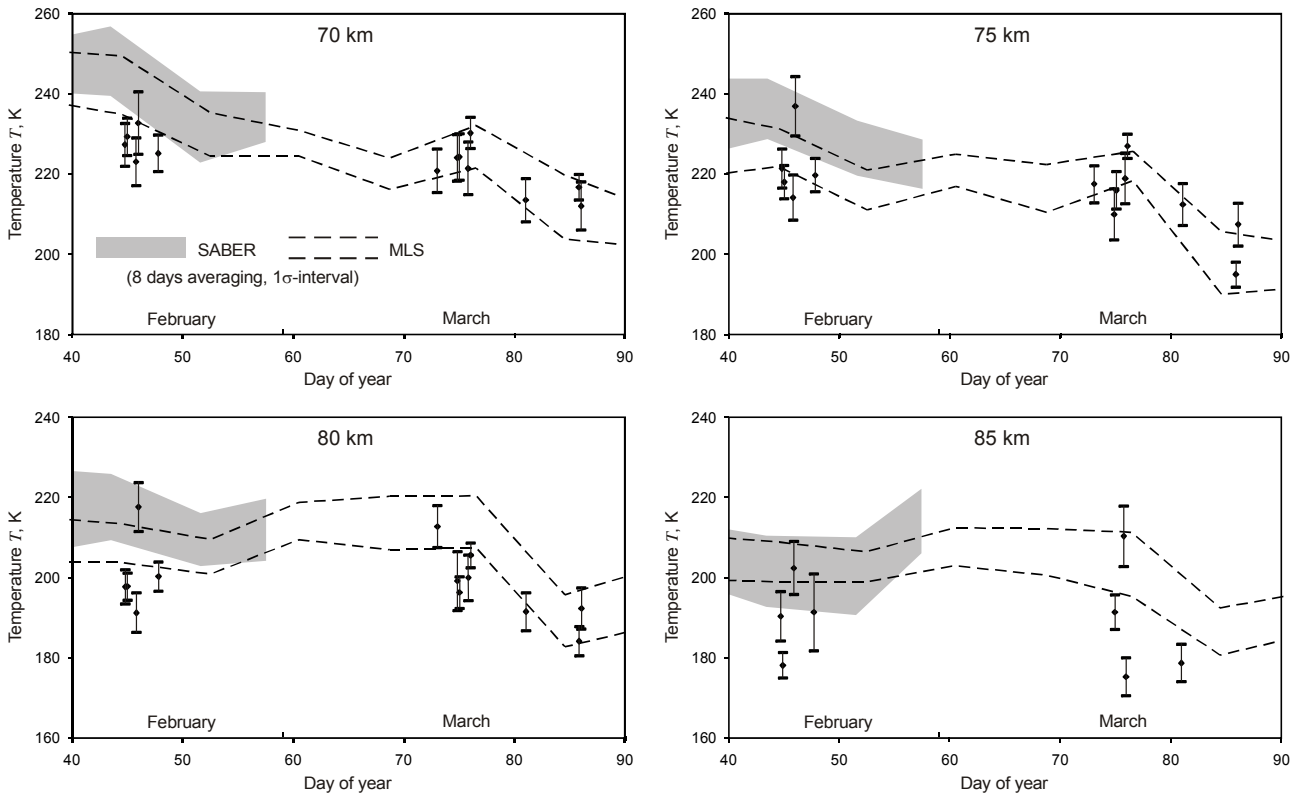 70 km
260
240
220
200
180
Temperature T, K
SABER
MLS
(8 days averaging, 1σ-interval)
February
March
40 50 60 70 80 90
Day of year
75 km
260
240
220
200
180
Temperature T, K
February
March
40 50 60 70 80 90
Day of year
80 km
240
220
200
180
160
Temperature T, K
February
March
40 50 60 70 80 90
Day of year
85 km
240
220
200
180
160
Temperature T, K
February
March
40 50 60 70 80 90
Day of year